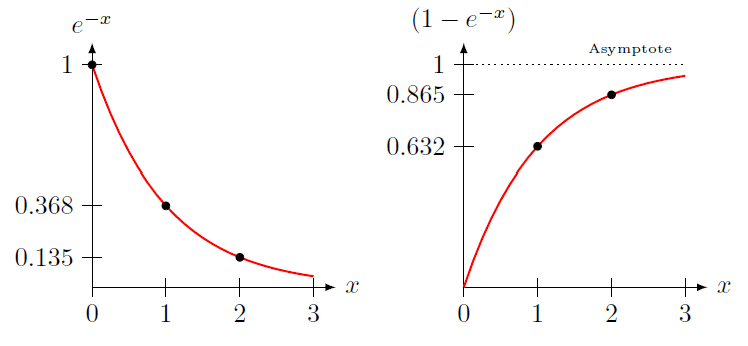 e^{-x}
1
0.368
0.135
0 1 2 3 x
(1 − e^{-x})
Asymptote
1
0.865
0.632
0 1 2 3 x